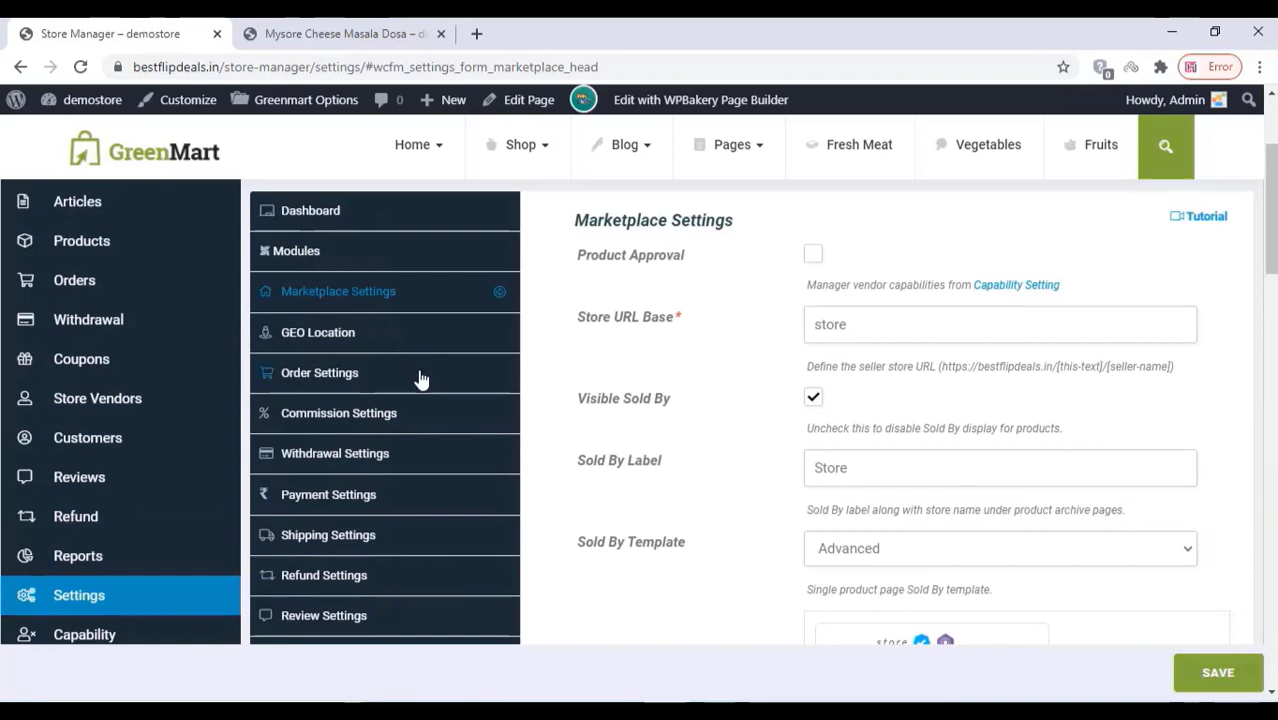 Store Manager – demostore
Mysore Cheese Masala Dosa – d
bestflipdeals.in/store-manager/settings/#wcfm_settings_form_marketplace_head
0
Error
demostore
Customize
Greenmart Options
0
New
Edit Page
Edit with WPBakery Page Builder
Howdy, Admin
GreenMart
Home
Shop
Blog
Pages
Fresh Meat
Vegetables
Fruits
Articles
Products
Orders
Withdrawal
Coupons
Store Vendors
Customers
Reviews
Refund
Reports
Settings
Capability
Dashboard
Modules
Marketplace Settings
GEO Location
Order Settings
Commission Settings
Withdrawal Settings
Payment Settings
Shipping Settings
Refund Settings
Review Settings
Marketplace Settings
Tutorial
Product Approval
Manager vendor capabilities from Capability Setting
Store URL Base*
store
Define the seller store URL (https://bestflipdeals.in/[this-text]/[seller-name])
Visible Sold By
Uncheck this to disable Sold By display for products.
Sold By Label
Store
Sold By label along with store name under product archive pages.
Sold By Template
Advanced
Single product page Sold By template.
store
SAVE